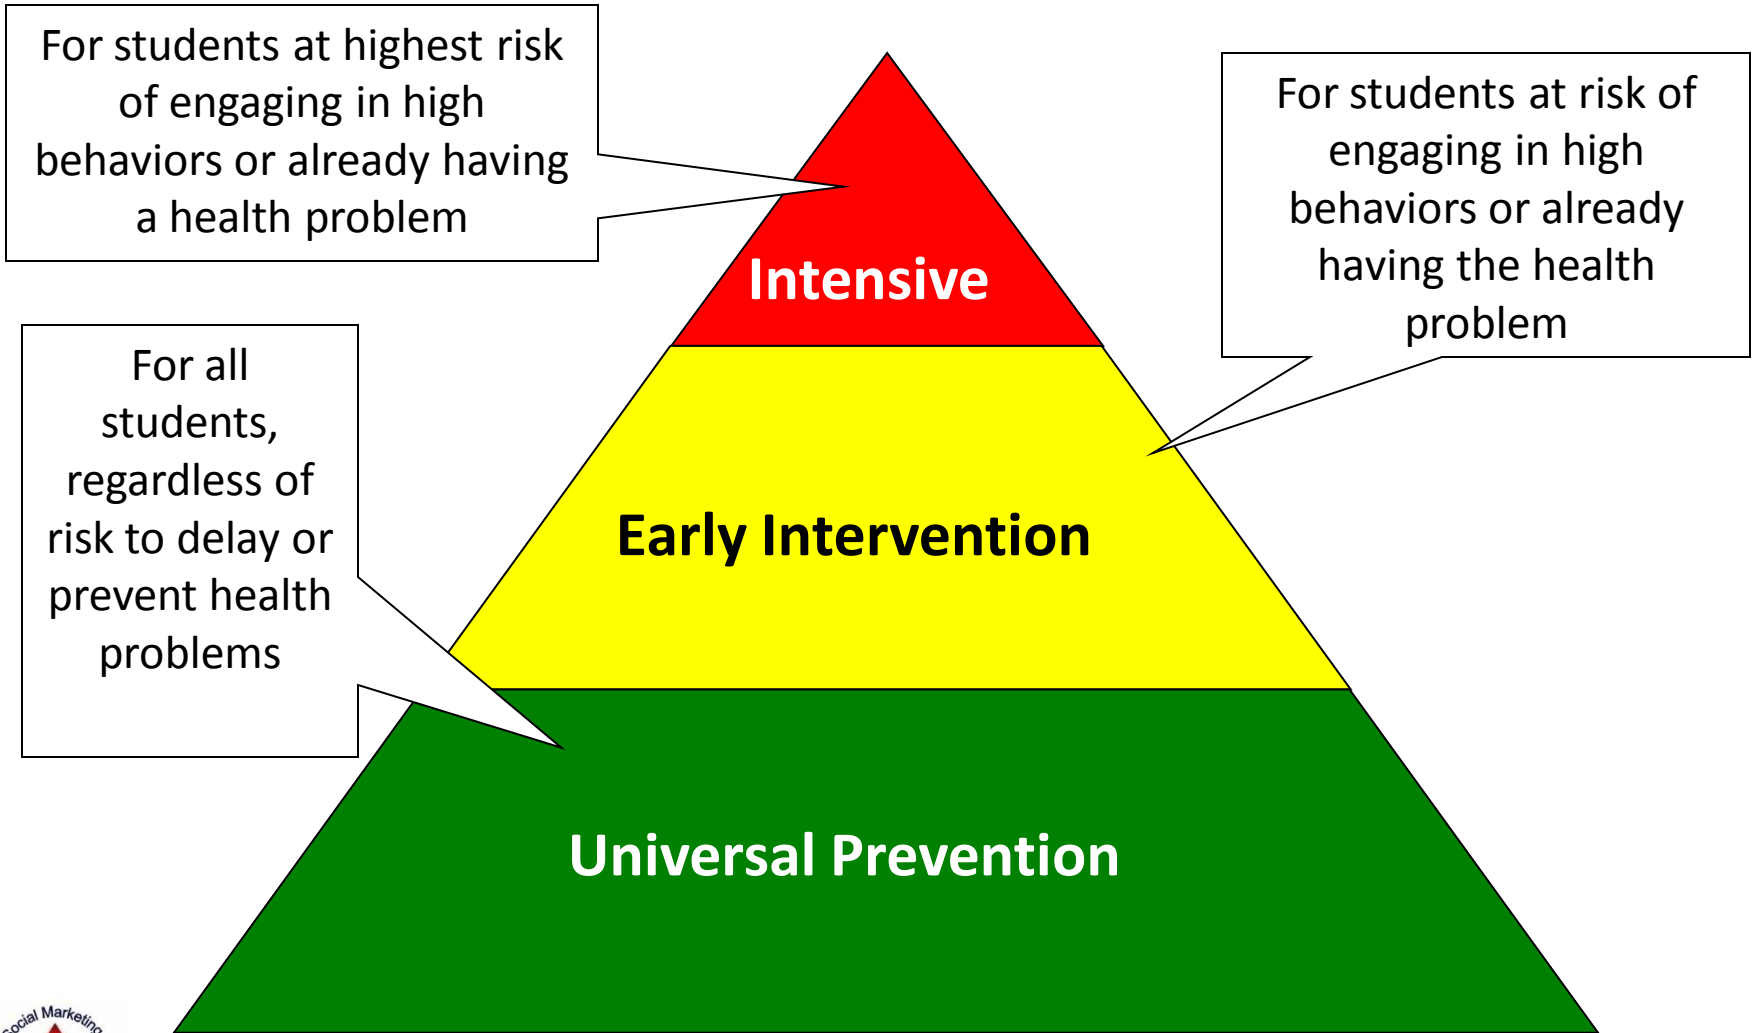 For students at highest risk
of engaging in high
behaviors or already having
a health problem
For students at risk of
engaging in high
behaviors or already
having the health
problem
Intensive
For all
students,
regardless of
risk to delay or
prevent health
problems
Early Intervention
Universal Prevention
Social Marketing